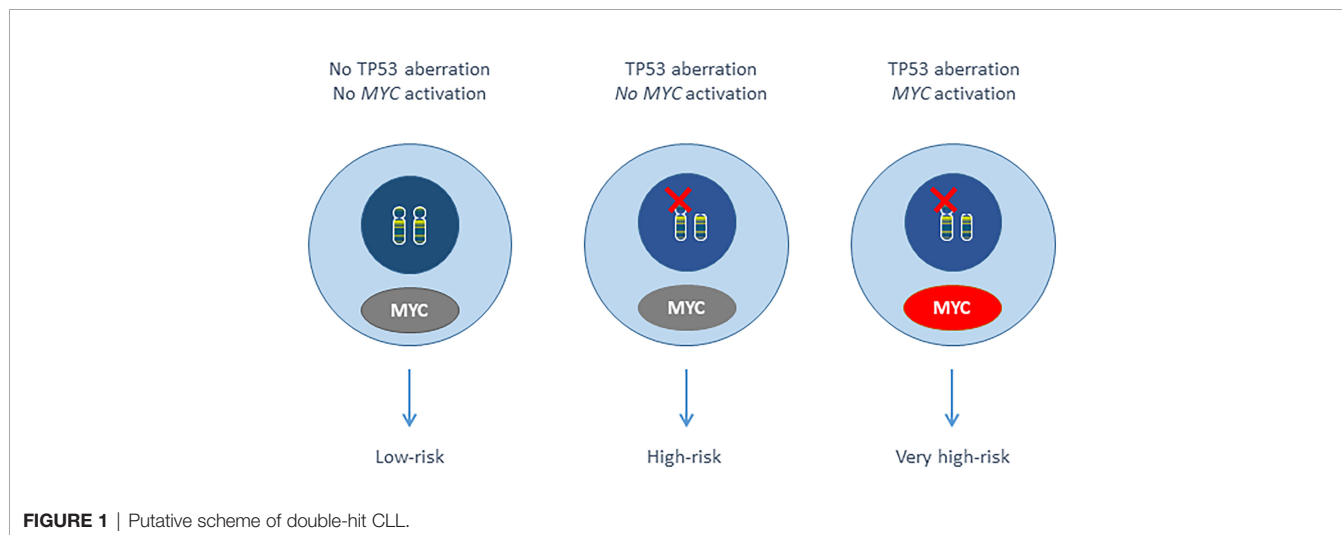 No TP53 aberration
No MYC activation
TP53 aberration
No MYC activation
TP53 aberration
MYC activation
MYC
MYC
MYC
Low-risk
High-risk
Very high-risk
FIGURE 1 | Putative scheme of double-hit CLL.